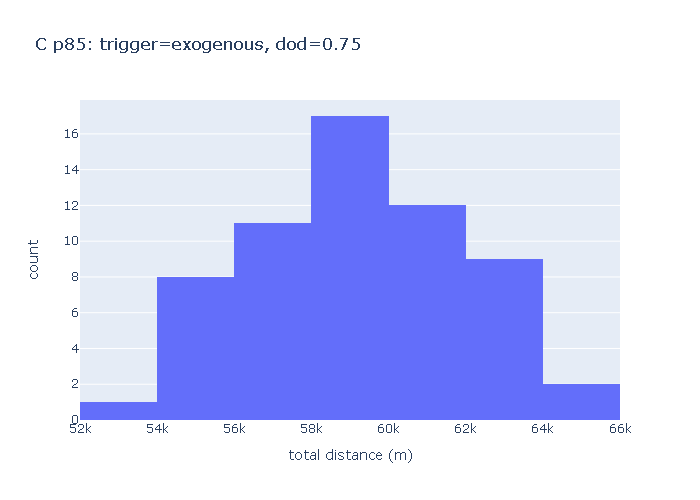 C p85: trigger=exogenous, dod=0.75
16
14
12
10
8
6
4
2
0
count
52k 54k 56k 58k 60k 62k 64k 66k
total distance (m)